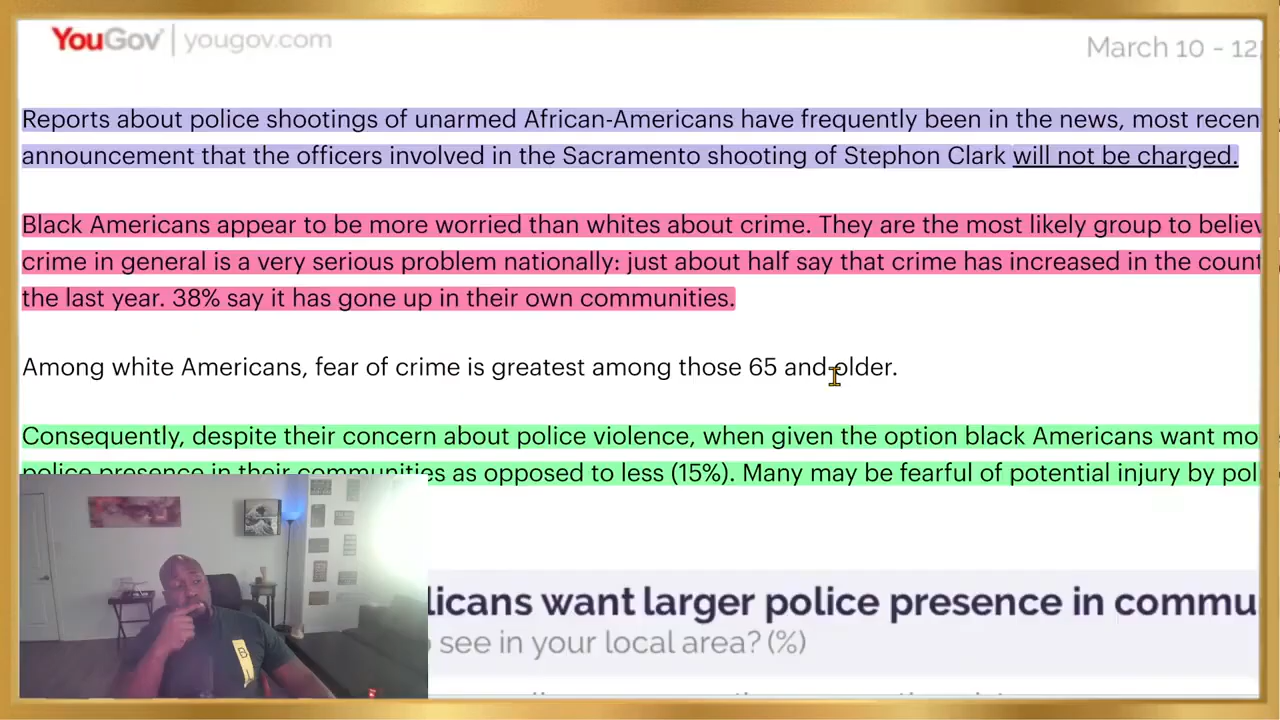 YouGov | yougov.com
March 10 - 12
Reports about police shootings of unarmed African-Americans have frequently been in the news, most recen
announcement that the officers involved in the Sacramento shooting of Stephon Clark will not be charged.
Black Americans appear to be more worried than whites about crime. They are the most likely group to believ
crime in general is a very serious problem nationally: just about half say that crime has increased in the count
the last year. 38% say it has gone up in their own communities.
Among white Americans, fear of crime is greatest among those 65 and older.
Consequently, despite their concern about police violence, when given the option black Americans want mo
police presence in their communities as opposed to less (15%). Many may be fearful of potential injury by pol
licans want larger police presence in commu
see in your local area? (%)